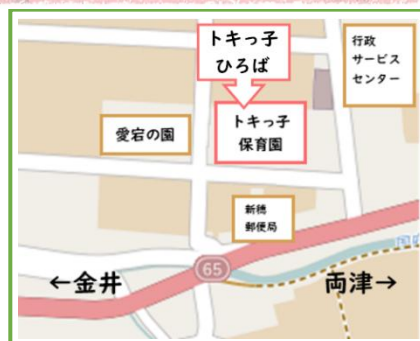 トキっ子
ひろば
行政
サービス
センター
愛宕の園
トキっ子
保育園
新穂
郵便局
65
←金井
両津→